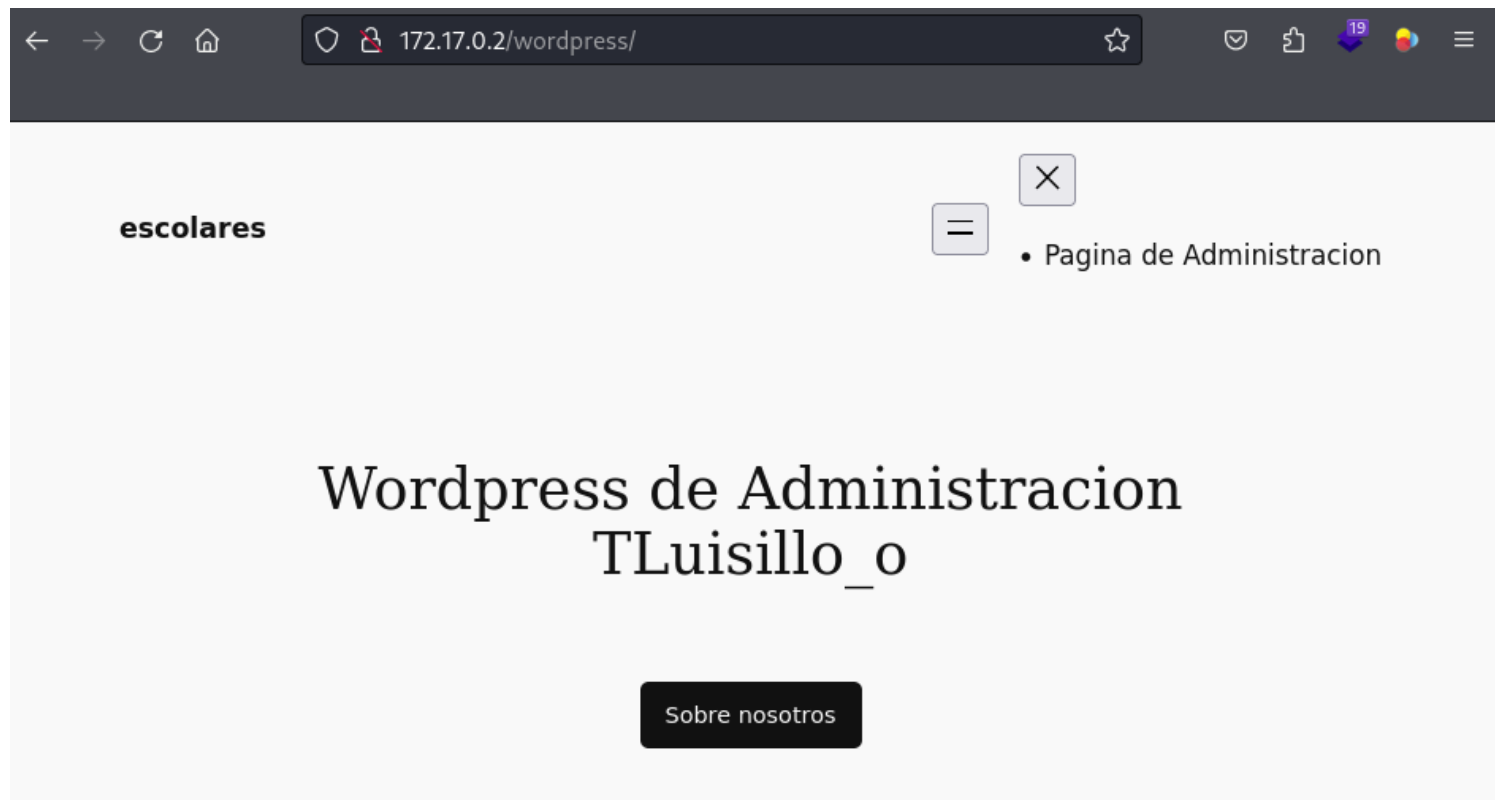 172.17.0.2/wordpress/
19
escolares
Pagina de Administracion
Wordpress de Administracion
TLuisillo_o
Sobre nosotros